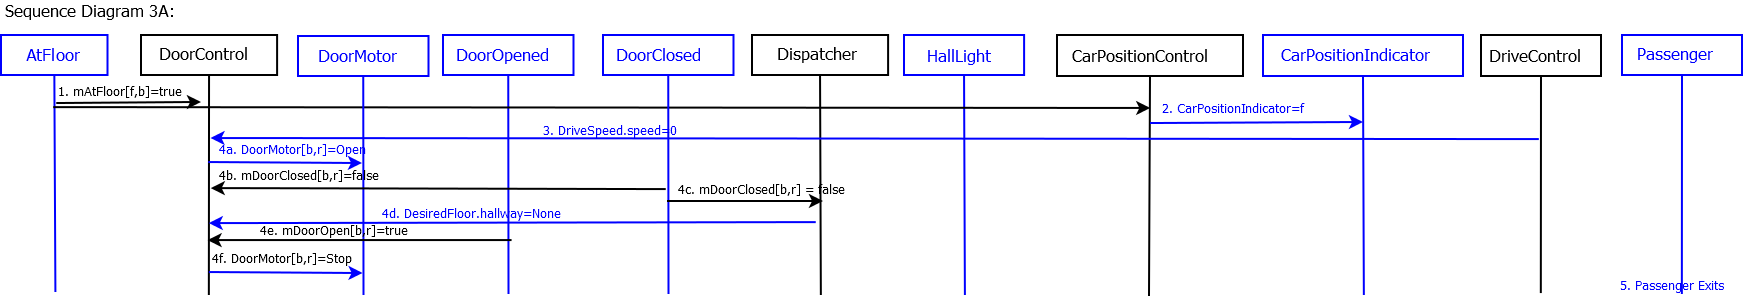 Sequence Diagram 3A:
AtFloor
DoorControl
DoorMotor
DoorOpened
DoorClosed
Dispatcher
HallLight
CarPositionControl
CarPositionIndicator
DriveControl
Passenger
1. mAtFloor[f,b]=true
2. CarPositionIndicator=f
3. DriveSpeed.speed=0
4a. DoorMotor[b,r]=Open
4b. mDoorClosed[b,r]=false
4c. mDoorClosed[b,r] = false
4d. DesiredFloor.hallway=None
4e. mDoorOpen[b,r]=true
4f. DoorMotor[b,r]=Stop
5. Passenger Exits